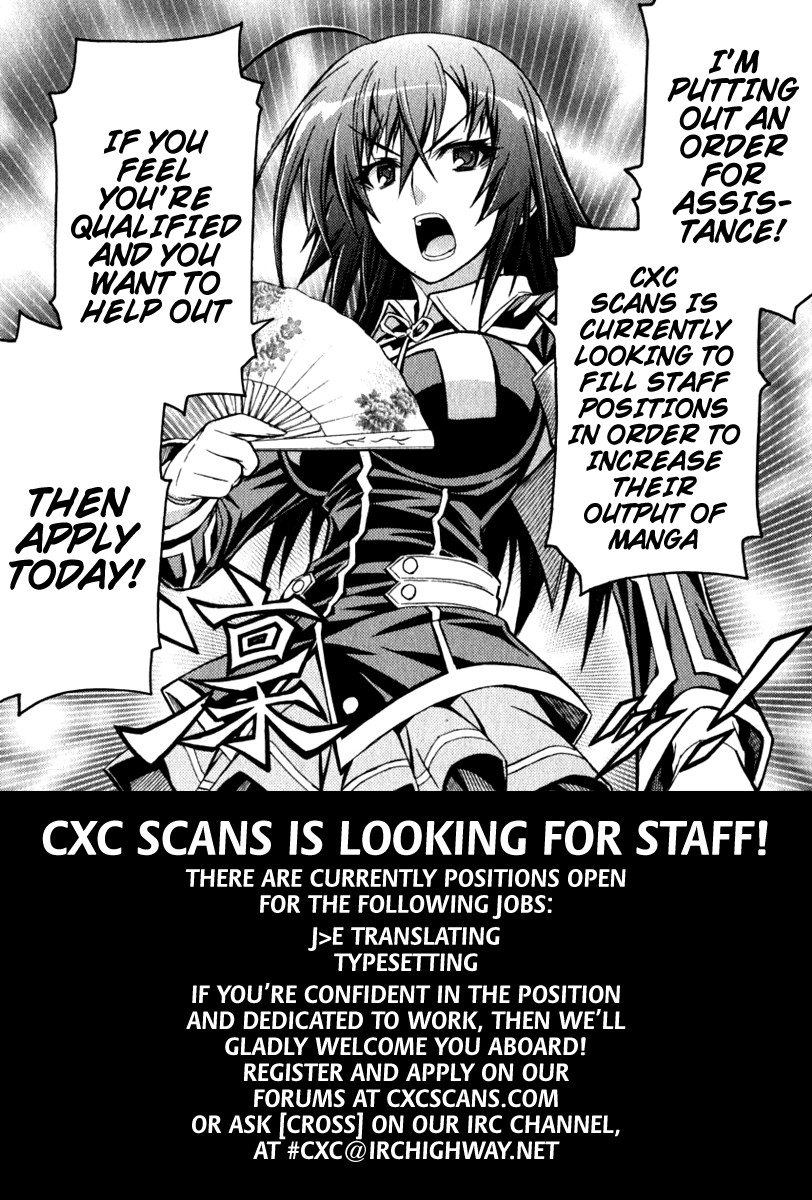 I'M
PUTTING
OUT AN
ORDER
FOR
ASSIS-
TANCE!
CXC
SCANS IS
CURRENTLY
LOOKING TO
FILL STAFF
POSITIONS
IN ORDER TO
INCREASE
THEIR
OUTPUT OF
MANGA
IF YOU
FEEL
YOU'RE
QUALIFIED
AND YOU
WANT TO
HELP OUT
THEN
APPLY
TODAY!
凛
CXC SCANS IS LOOKING FOR STAFF!
THERE ARE CURRENTLY POSITIONS OPEN
FOR THE FOLLOWING JOBS:
J>E TRANSLATING
TYPESETTING
IF YOU'RE CONFIDENT IN THE POSITION
AND DEDICATED TO WORK, THEN WE'LL
GLADLY WELCOME YOU ABOARD!
REGISTER AND APPLY ON OUR
FORUMS AT CXCSCANS.COM
OR ASK [CROSS] ON OUR IRC CHANNEL,
AT #CXC@IRCHIGHWAY.NET